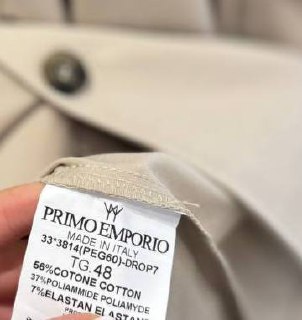 PRIMO EMPORIO
MADE IN ITALY
33*3814(PEG60)-DROP7
TG.48
56%COTONE COTTON
37%POLIAMMIDE POLIAMYDE
7%ELASTAN